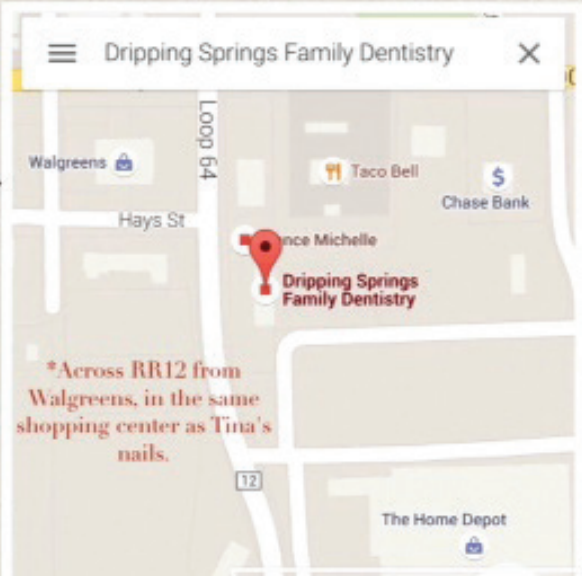 Dripping Springs Family Dentistry
Loop 64
Walgreens
Taco Bell
$
Chase Bank
Hays St
nce Michelle
Dripping Springs
Family Dentistry
*Across RR12 from
Walgreens, in the same
shopping center as Tina's
nails.
12
The Home Depot